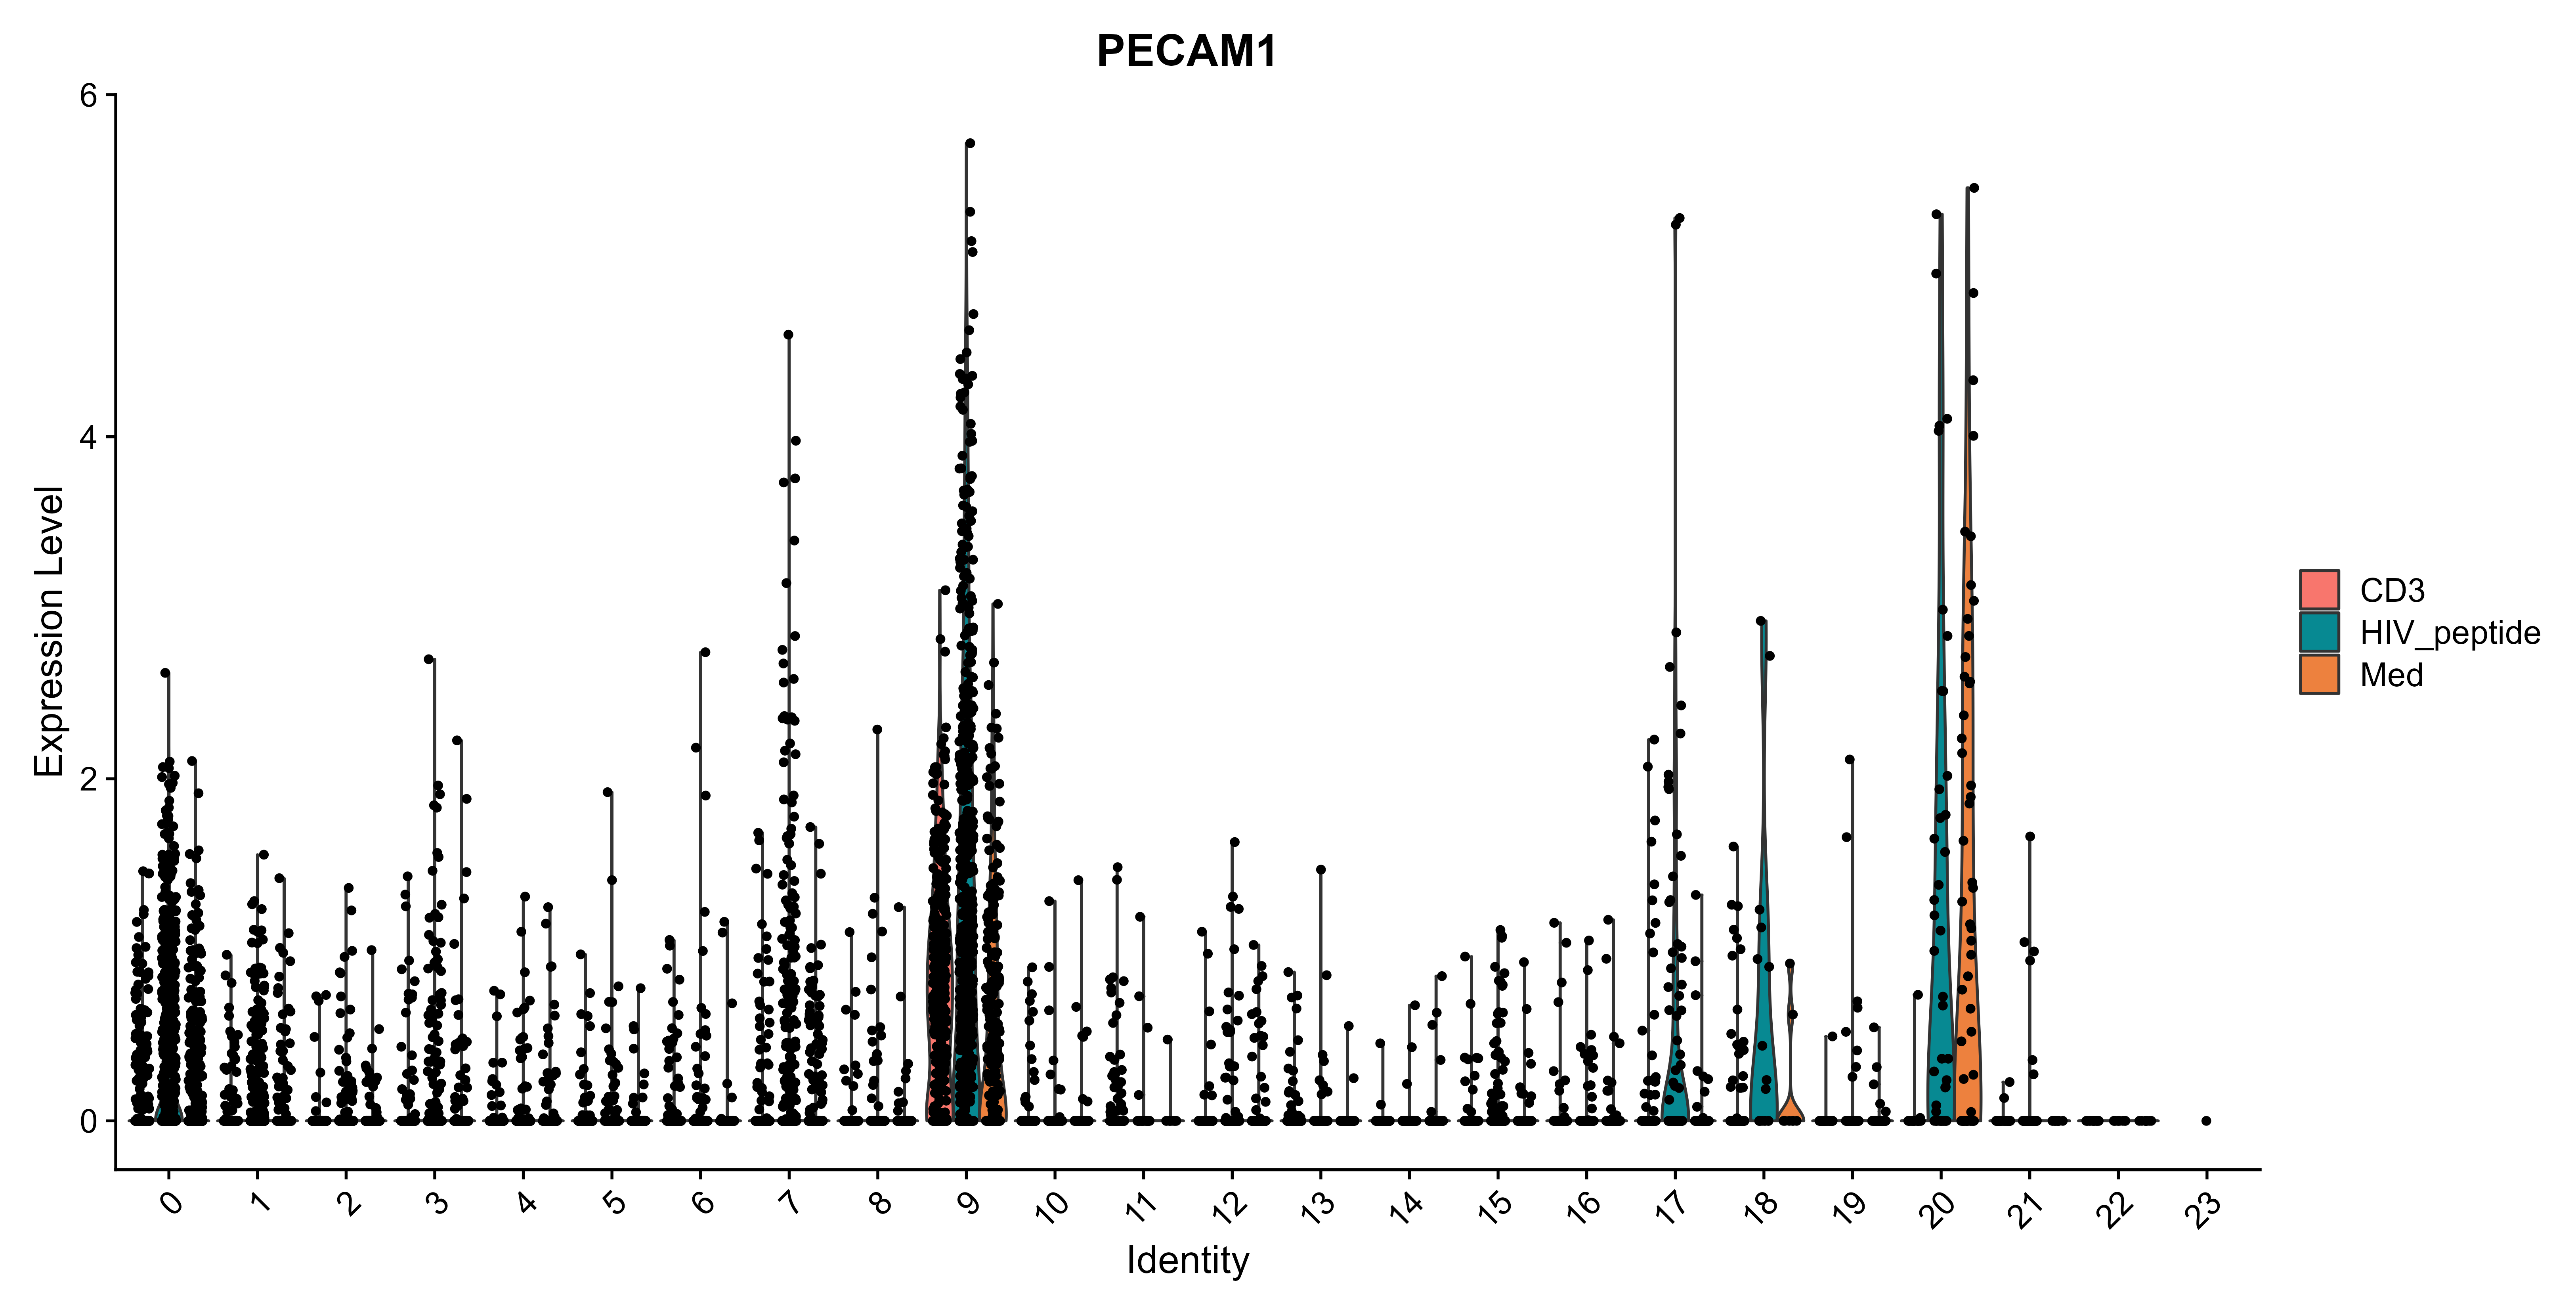 PECAM1
6
4
2
0
Expression Level
0 1 2 3 4 5 6 7 8 9 10 11 12 13 14 15 16 17 18 19 20 21 22 23
Identity
CD3
HIV_peptide
Med